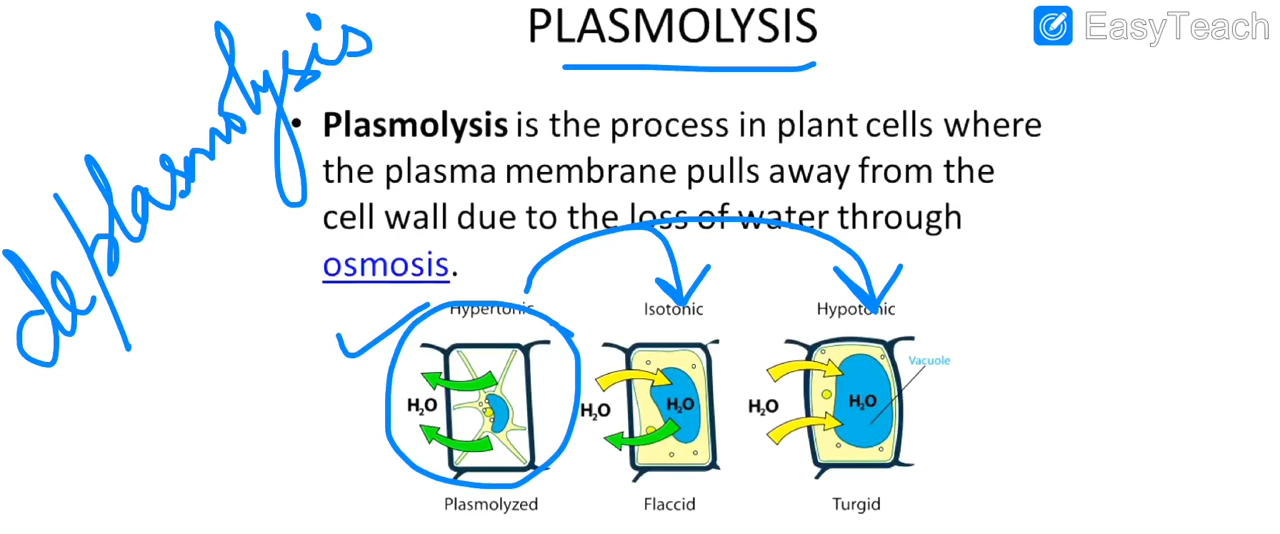 PLASMOLYSIS
EasyTeach
deplasmolysis
• Plasmolysis is the process in plant cells where
the plasma membrane pulls away from the
cell wall due to the loss of water through
osmosis.
Hypertonic Isotonic Hypotonic
Vacuole
H₂O H₂O H₂O H₂O H₂O
Plasmolyzed Flaccid Turgid